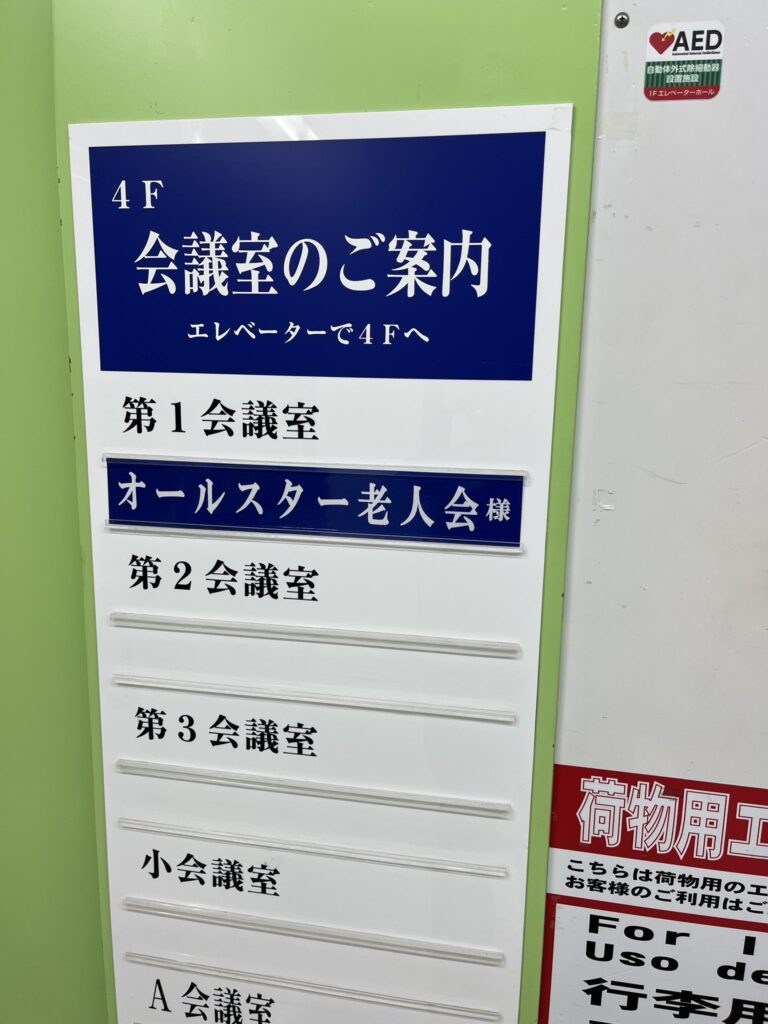 AED
自動体外式除細動器
設置施設
1Fエレベーターホール
4F
会議室のご案内
エレベーターで4Fへ
第1会議室
オールスター老人会様
第2会議室
第3会議室
小会議室
A会議室
荷物用エ
こちらは荷物用のエ
お客様のご利用はご
For
Uso de
行李用